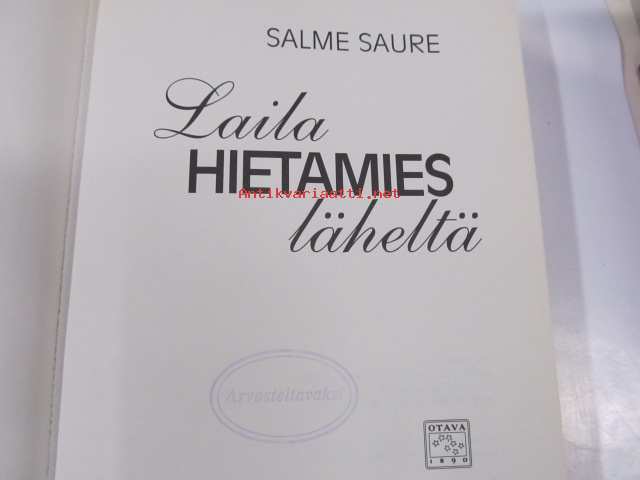 SALME SAURE
Laila
HIETAMIES
Antikvariaatti.net
läheltä
Arvosteltavaksi
OTAVA
1890